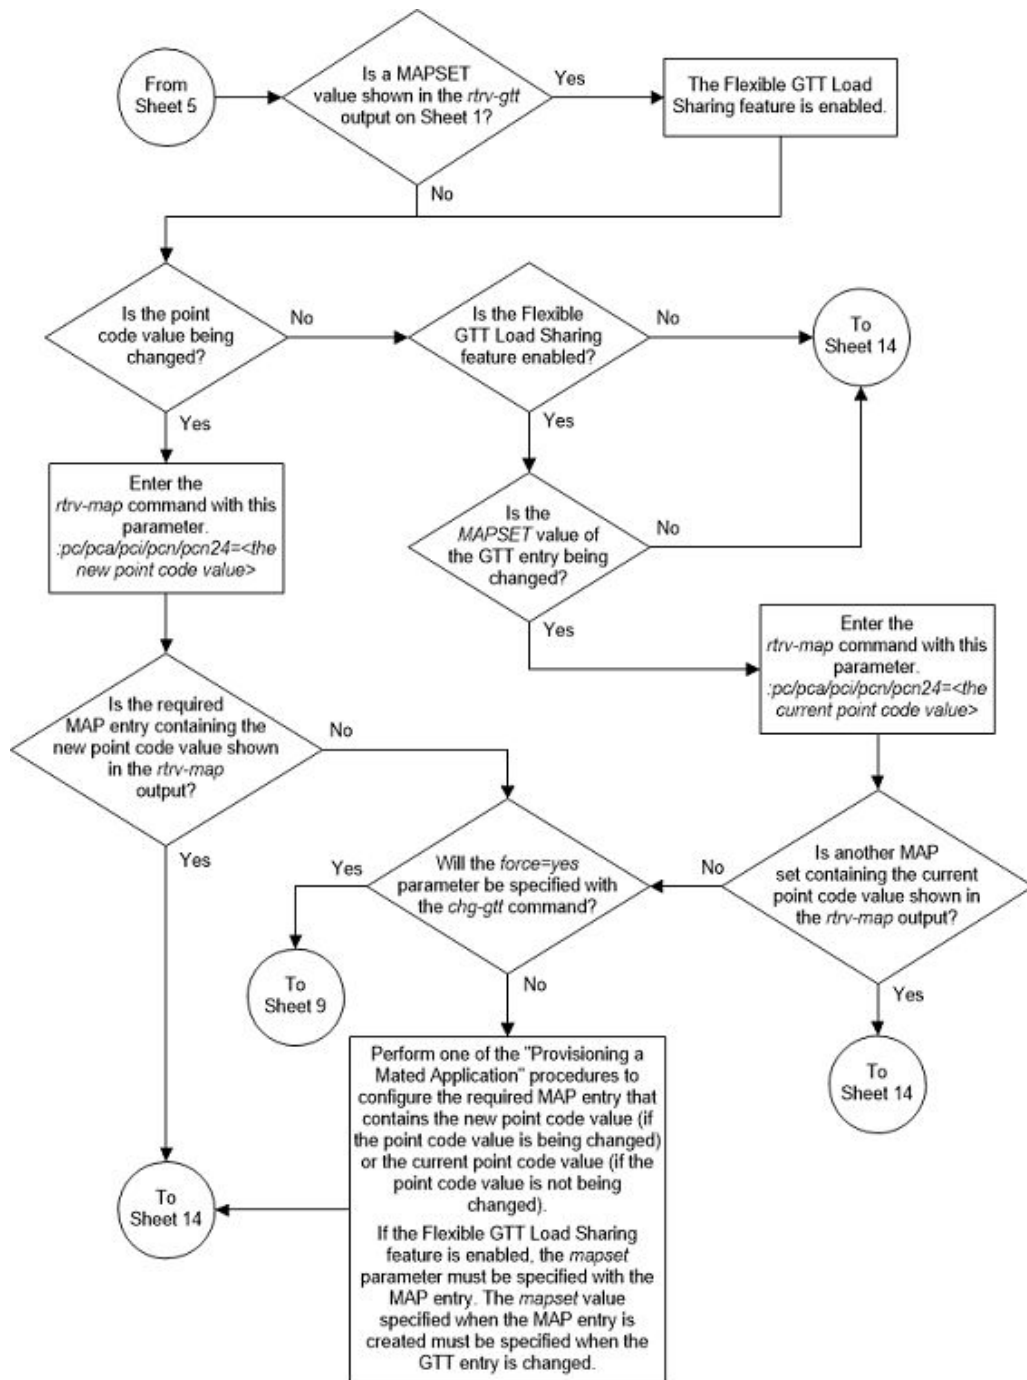 From
Sheet 5
Is a MAPSET
value shown in the rtrv-gtt
output on Sheet 1?
Yes
The Flexible GTT Load
Sharing feature is enabled.
No
Is the point
code value being
changed?
No
Is the Flexible
GTT Load Sharing
feature enabled?
No
To
Sheet 14
Yes
Yes
Enter the
rtrv-map command with this
parameter.
:pc/pca/pci/pcn/pcn24=<the
new point code value>
Is the
MAPSET value of
the GTT entry being
changed?
No
Yes
Enter the
rtrv-map command with this
parameter.
:pc/pca/pci/pcn/pcn24=<the
current point code value>
Is the required
MAP entry containing the
new point code value shown
in the rtrv-map
output?
No
Yes
Will the force=yes
parameter be specified with
the chg-gtt command?
Yes
No
Is another MAP
set containing the current
point code value shown in
the rtrv-map output?
No
Yes
To
Sheet 9
To
Sheet 14
Perform one of the "Provisioning a
Mated Application" procedures to
configure the required MAP entry that
contains the new point code value (if
the point code value is being changed)
or the current point code value (if the
point code value is not being
changed).
If the Flexible GTT Load Sharing
feature is enabled, the mapset
parameter must be specified with the
MAP entry. The mapset value
specified when the MAP entry is
created must be specified when the
GTT entry is changed.
To
Sheet 14